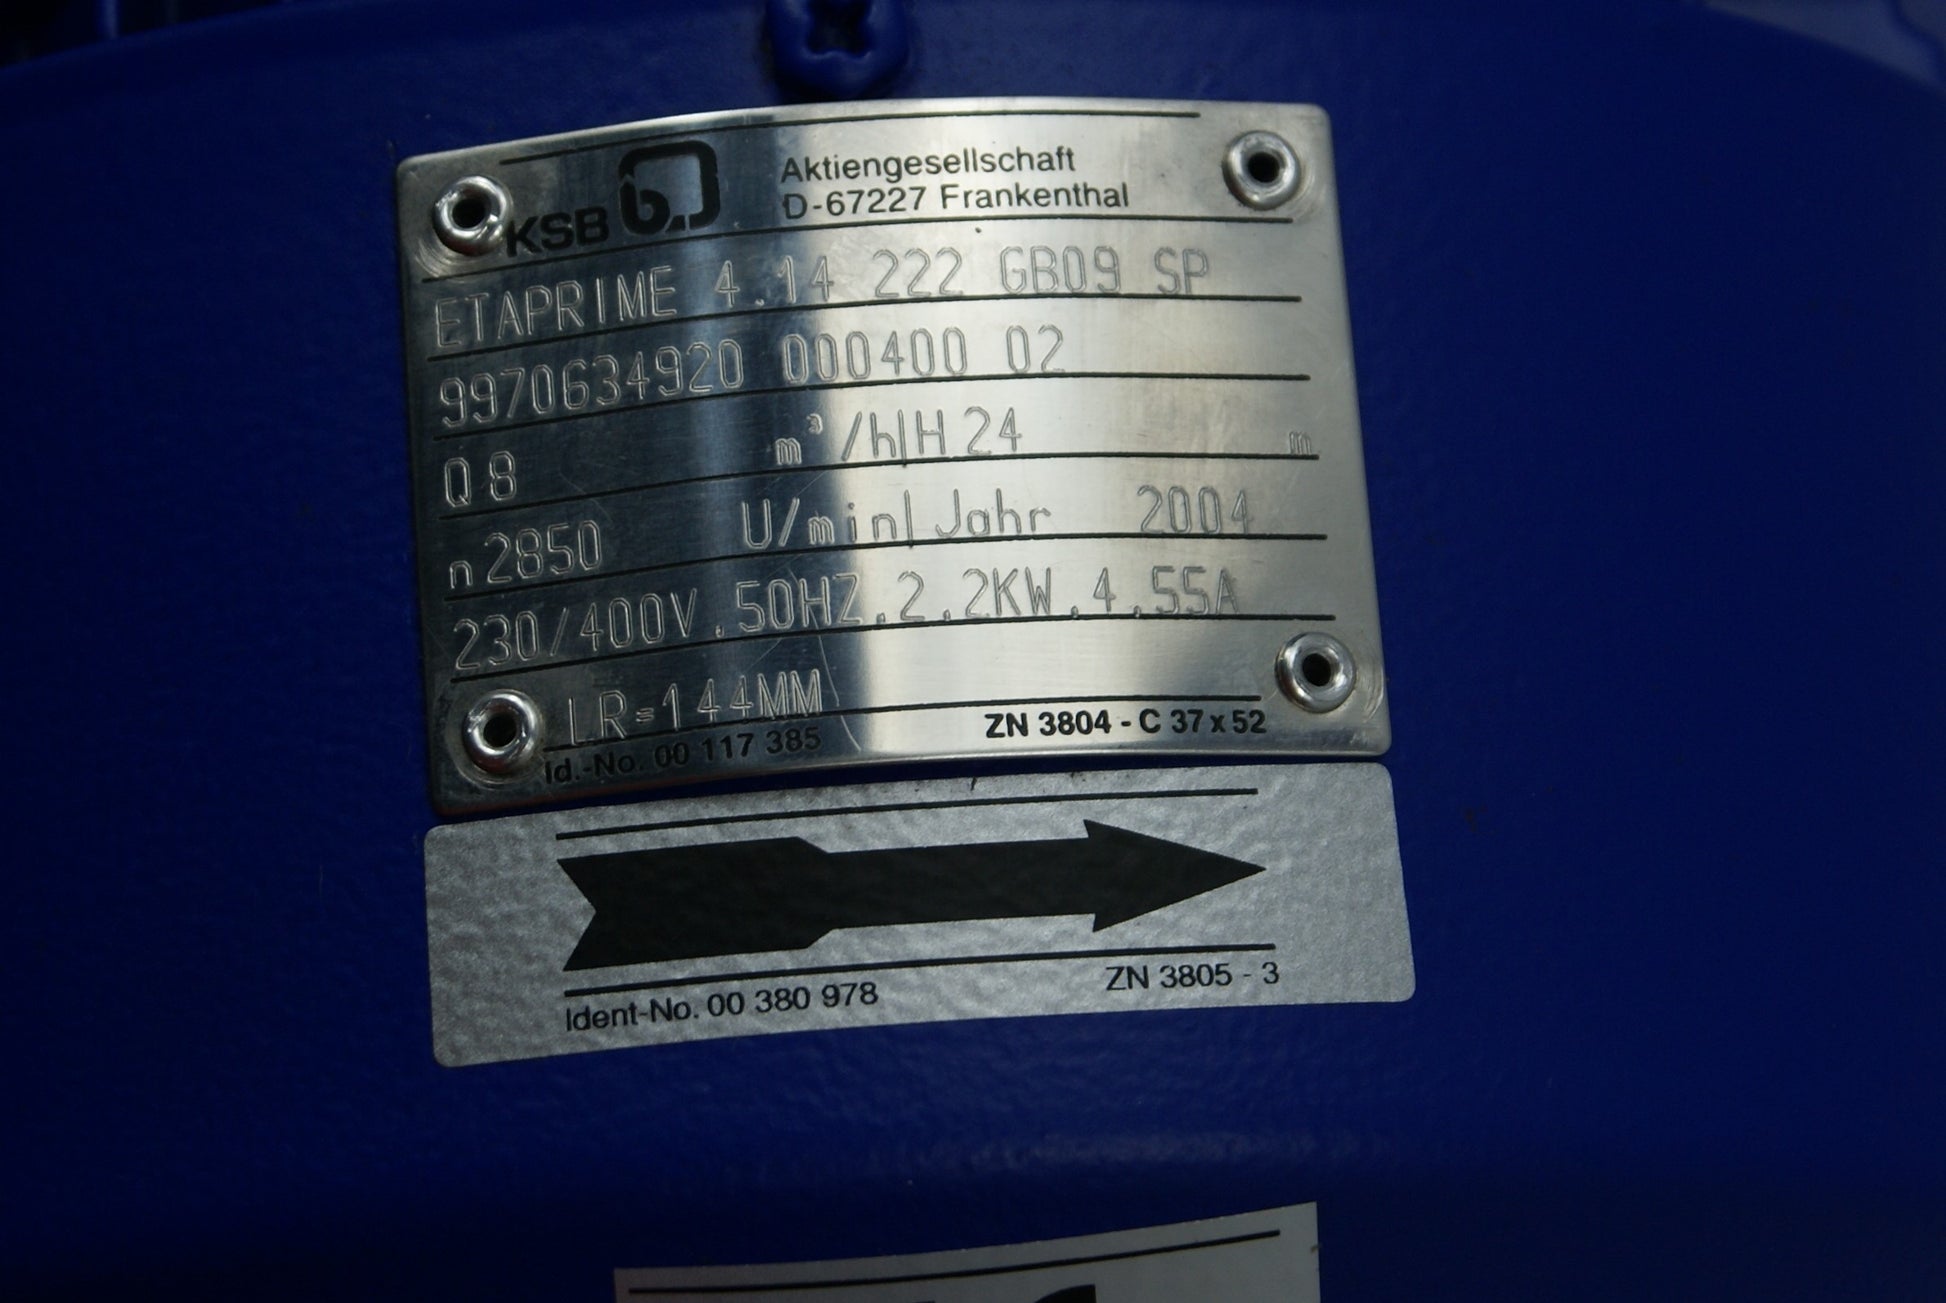 KSB
Aktiengesellschaft
D-67227 Frankenthal
ETAPRIME 4.14 222 GB09 SP
9970634920 000400 02
Q 8 m³/h|H 24 m
n 2850 U/min|Jahr 2004
230/400V.50HZ.2.2KW.4.55A
LR=144MM
Id.-No. 00 117 385 ZN 3804 - C 37 x 52
Ident-No. 00 380 978 ZN 3805 - 3